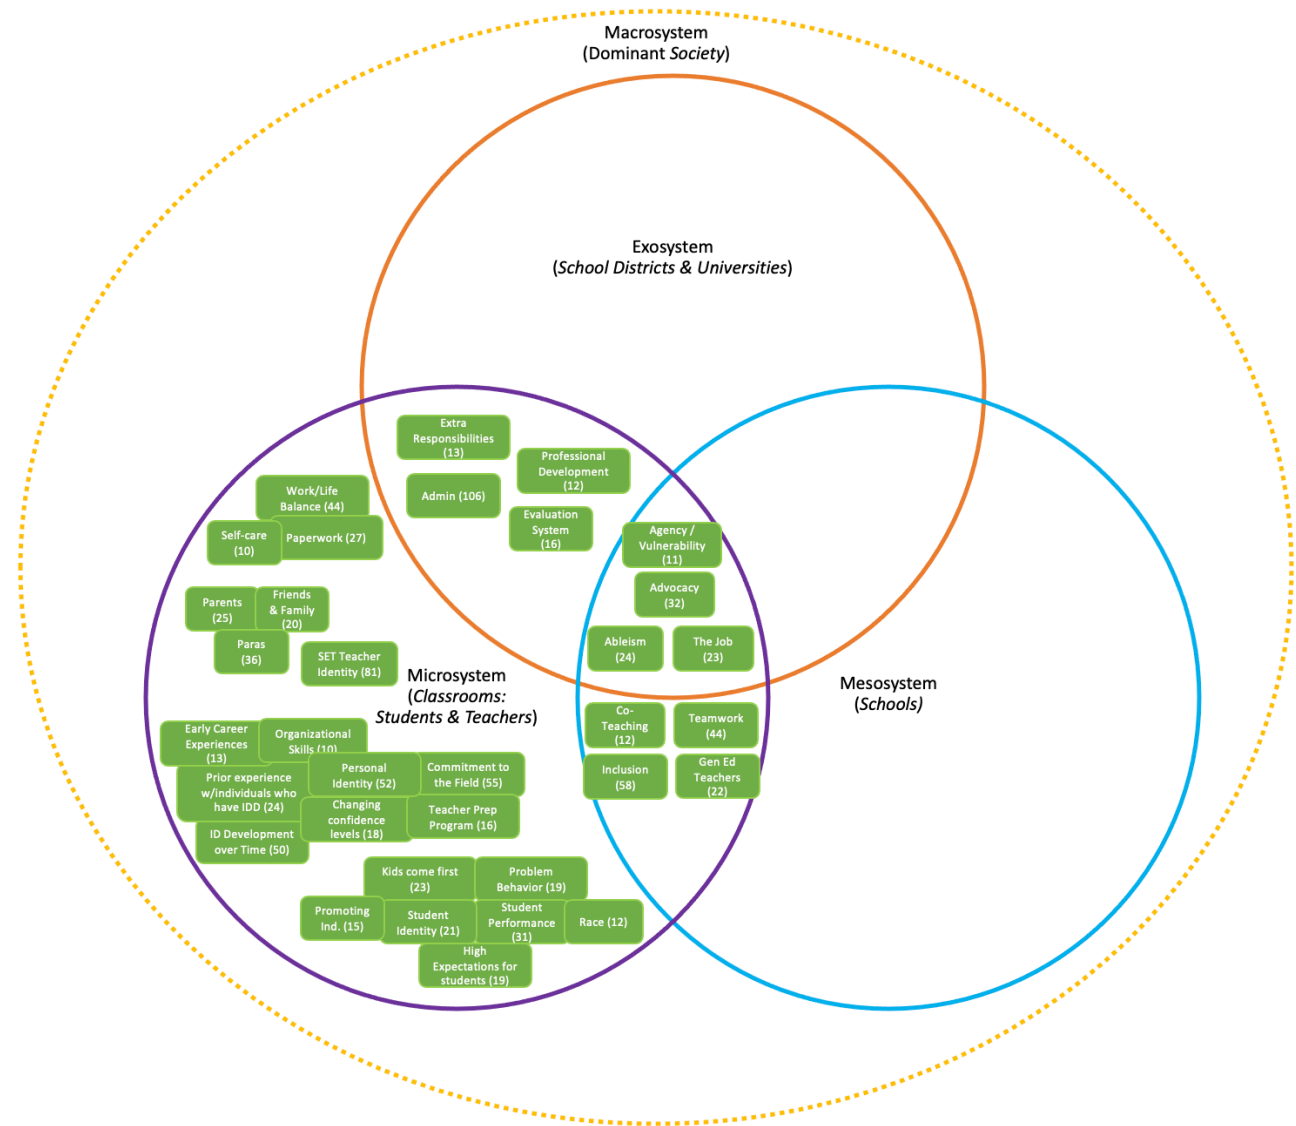 Macrosystem
(Dominant Society)
Exosystem
(School Districts & Universities)
Extra
Responsibilities
(13)
Professional
Development
(12)
Admin (106)
Evaluation
System
(16)
Work/Life
Balance (44)
Self-care
(10)
Paperwork (27)
Agency /
Vulnerability
(11)
Advocacy
(32)
Ableism
(24)
The Job
(23)
Parents
(25)
Friends
& Family
(20)
Paras
(36)
SET Teacher
Identity (81)
Microsystem
(Classrooms:
Students & Teachers)
Mesosystem
(Schools)
Co-
Teaching
(12)
Teamwork
(44)
Inclusion
(58)
Gen Ed
Teachers
(22)
Early Career
Experiences
(13)
Organizational
Skills (10)
Prior experience
w/individuals who
have IDD (24)
Personal
Identity (52)
Commitment to
the Field (55)
Changing
confidence
levels (18)
Teacher Prep
Program (16)
ID Development
over Time (50)
Kids come first
(23)
Problem
Behavior (19)
Promoting
Ind. (15)
Student
Identity (21)
Student
Performance
(31)
Race (12)
High
Expectations for
students (19)